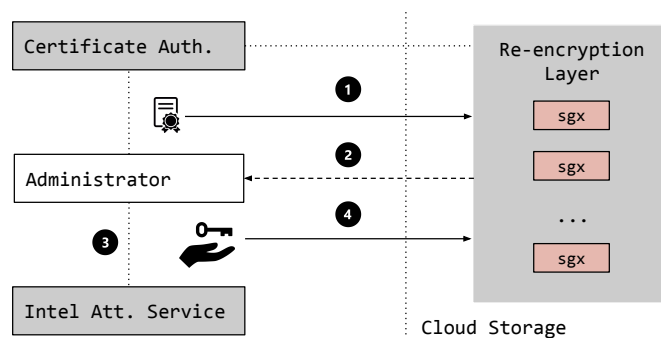 Certificate Auth.
Re-encryption
Layer
1
sgx
2
sgx
Administrator
...
3
4
sgx
Intel Att. Service
Cloud Storage